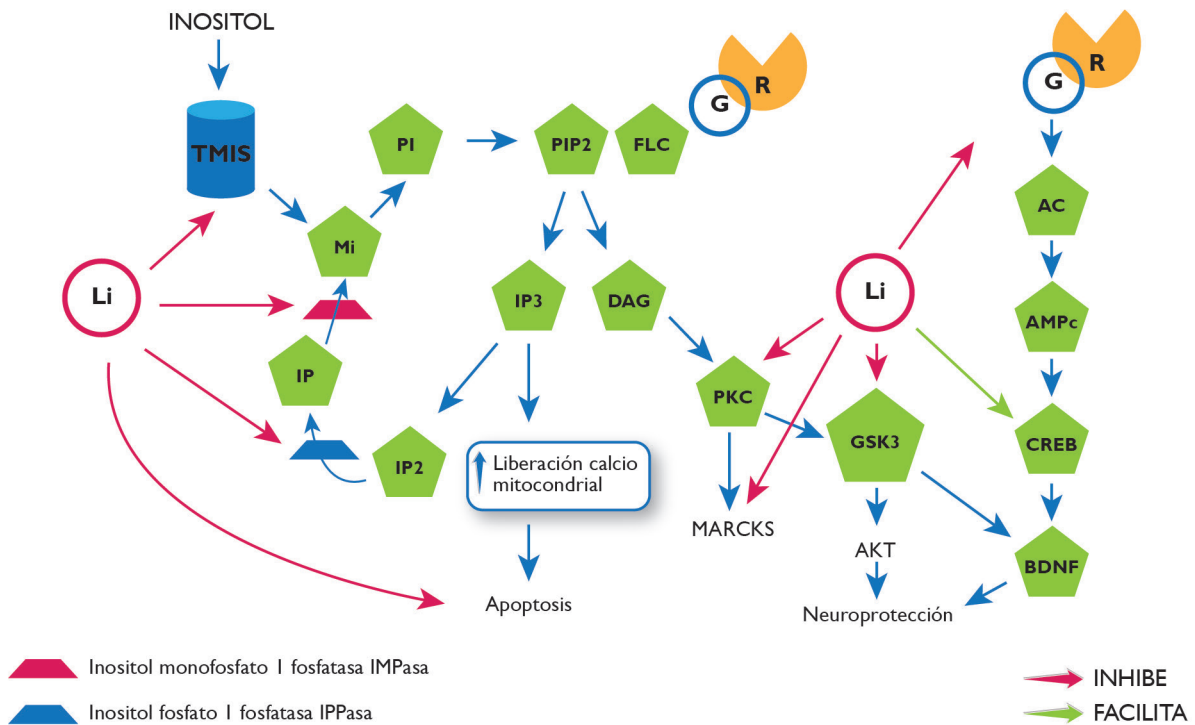 INOSITOL
TMIS
PI
PIP2
FLC
G
R
G
R
AC
Mi
Li
IP3
DAG
Li
AMPc
IP
PKC
GSK3
CREB
IP2
Liberación calcio
mitocondrial
MARCKS
AKT
BDNF
Apoptosis
Neuroprotección
Inositol monofosfato 1 fosfatasa IMPasa
Inositol fosfato 1 fosfatasa IPPasa
INHIBE
FACILITA